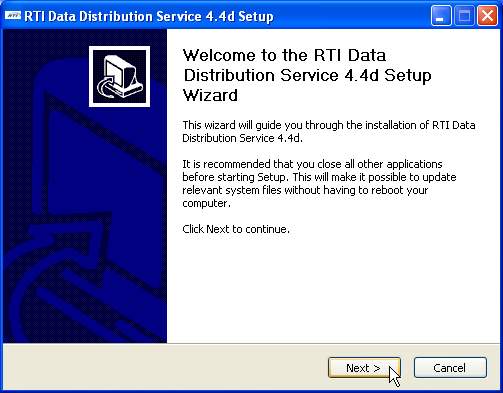 RTI Data Distribution Service 4.4d Setup
Welcome to the RTI Data
Distribution Service 4.4d Setup
Wizard
This wizard will guide you through the installation of RTI Data
Distribution Service 4.4d.
It is recommended that you close all other applications
before starting Setup. This will make it possible to update
relevant system files without having to reboot your
computer.
Click Next to continue.
Next >
Cancel